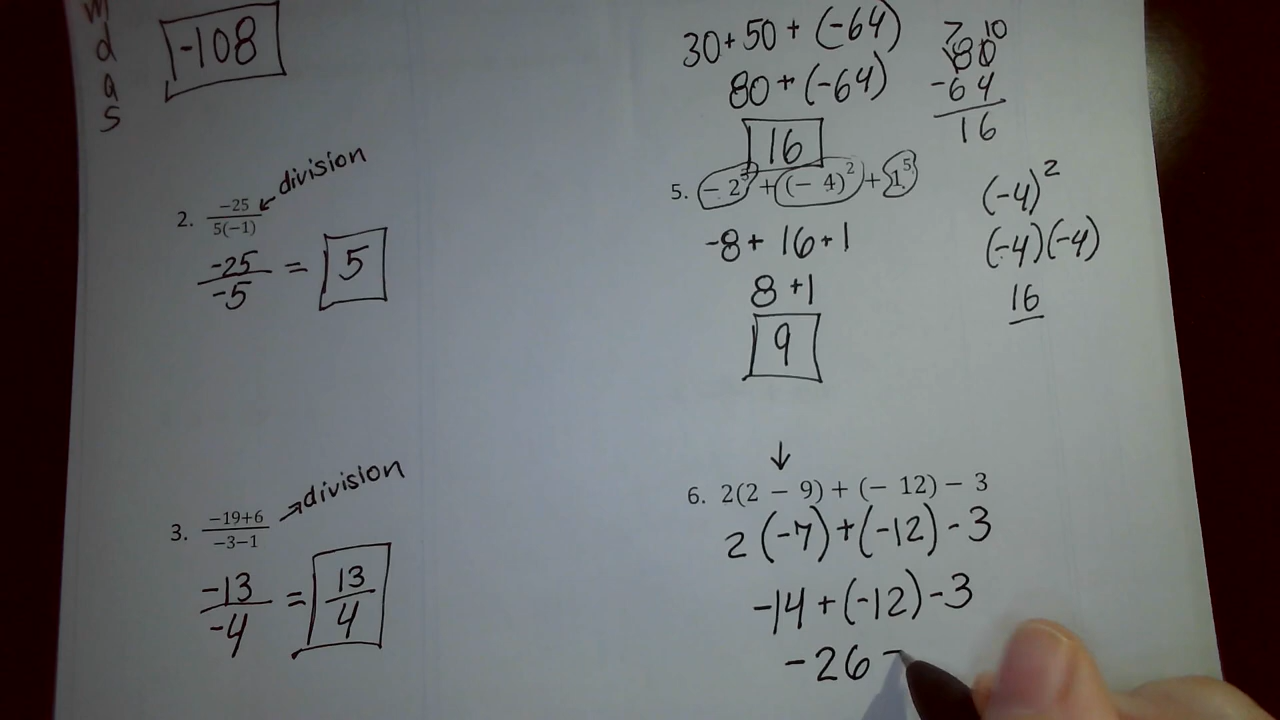 m
d
a
s
-108
division
2. -25/5(-1)
-25/-5 = 5
division
3. -19+6/-3-1
-13/-4 = 13/4
30+50+(-64)
80+(-64)
16
7 10
80
-64
16
5. -2³+(-4)²+1⁵
-8+16+1
8+1
9
(-4)²
(-4)(-4)
16
↓
6. 2(2-9)+(-12)-3
2(-7)+(-12)-3
-14+(-12)-3
-26-